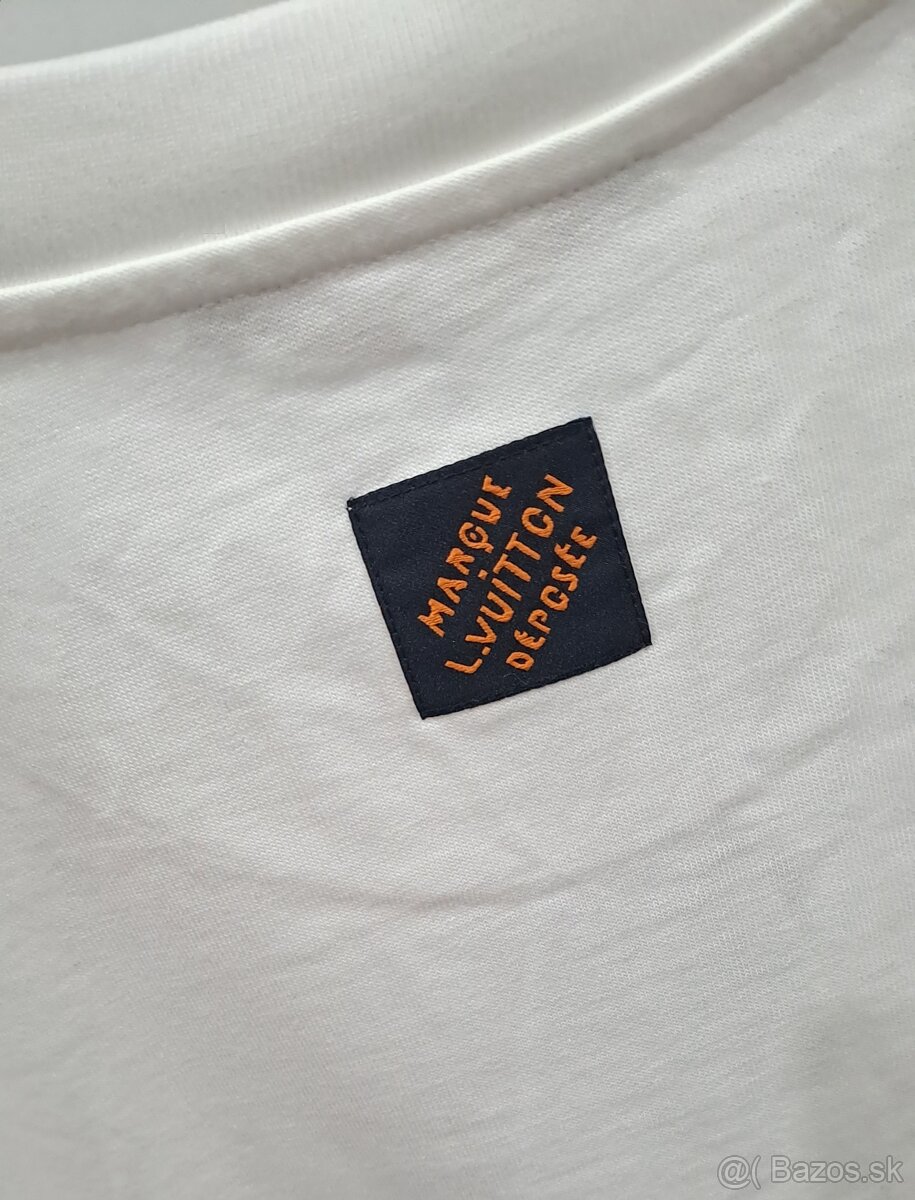 MARQUE
L.VUITTON
DÉPOSÉE
@( Bazos.sk